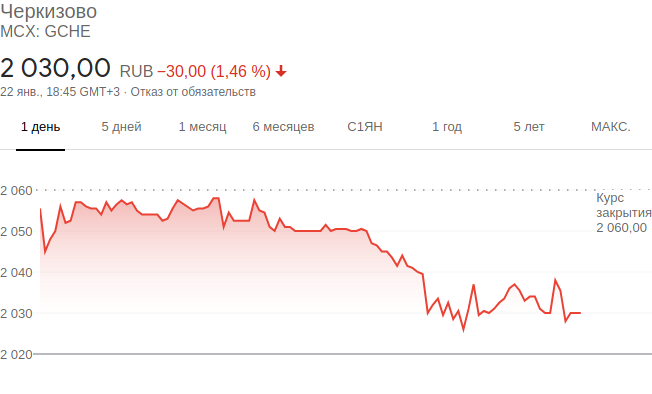 Черкизово
MCX: GCHE
2 030,00 RUB −30,00 (1,46 %)
22 янв., 18:45 GMT+3 · Отказ от обязательств
1 день 5 дней 1 месяц 6 месяцев С1ЯН 1 год 5 лет МАКС.
2 060
Курс
закрытия
2 060,00
2 050
2 040
2 030
2 020